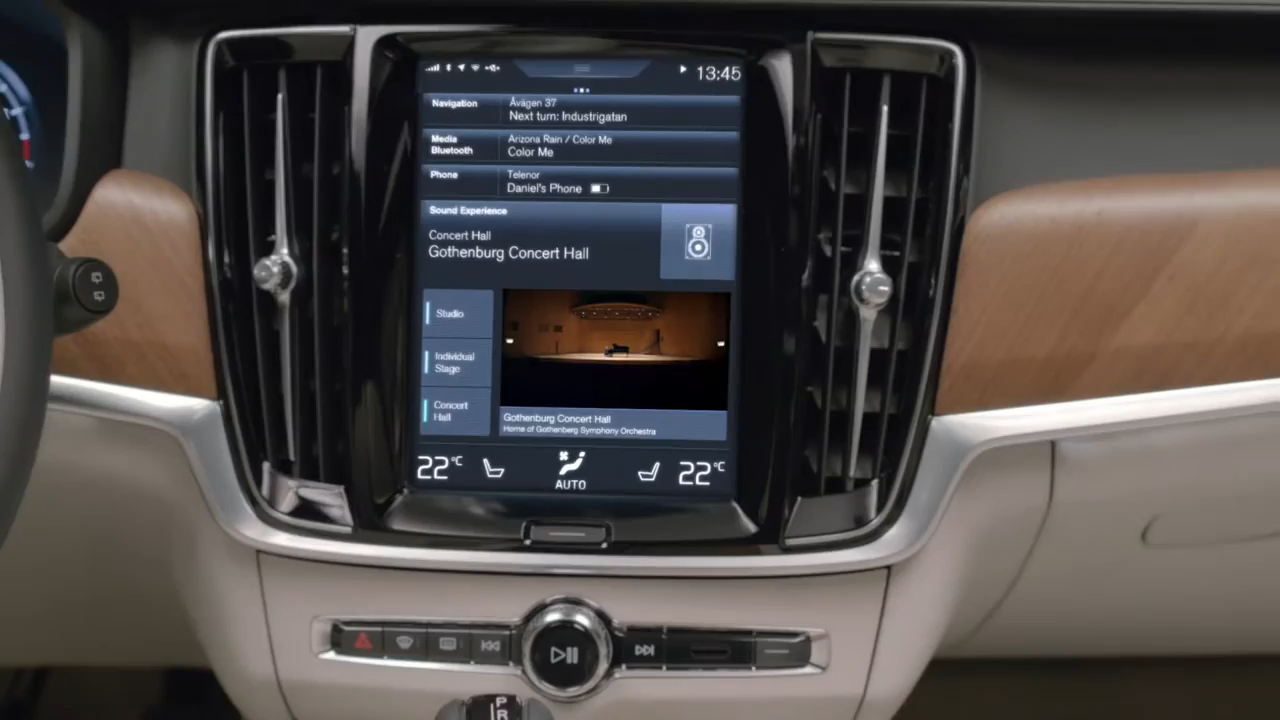 13:45
Navigation
Åvägen 37
Next turn: Industrigatan
Media
Bluetooth
Arizona Rain / Color Me
Color Me
Phone
Telenor
Daniel's Phone
Sound Experience
Concert Hall
Gothenburg Concert Hall
Studio
Individual
Stage
Concert
Hall
Gothenburg Concert Hall
Home of Gothenberg Symphony Orchestra
22°C
AUTO
22°C
P
R